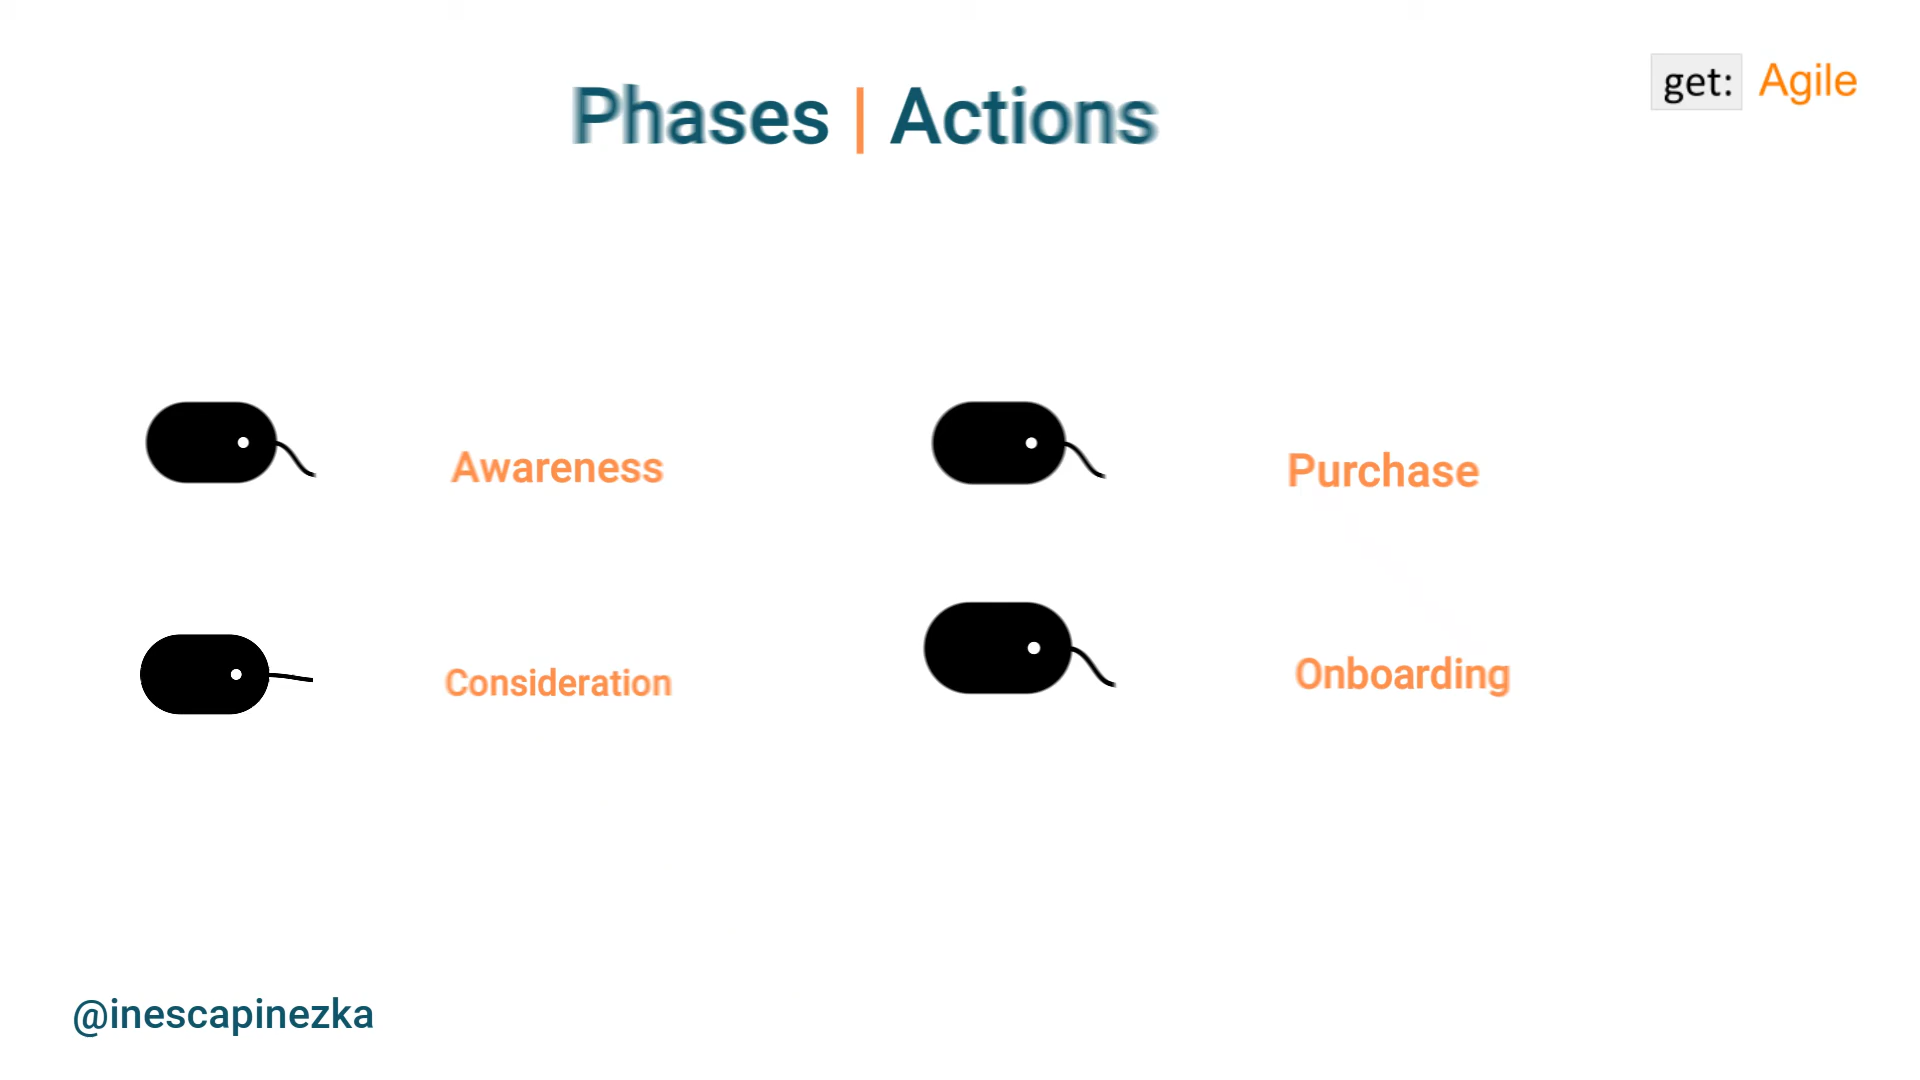 Phases | Actions
get: Agile
Awareness
Purchase
Consideration
Onboarding
@inescapinezka